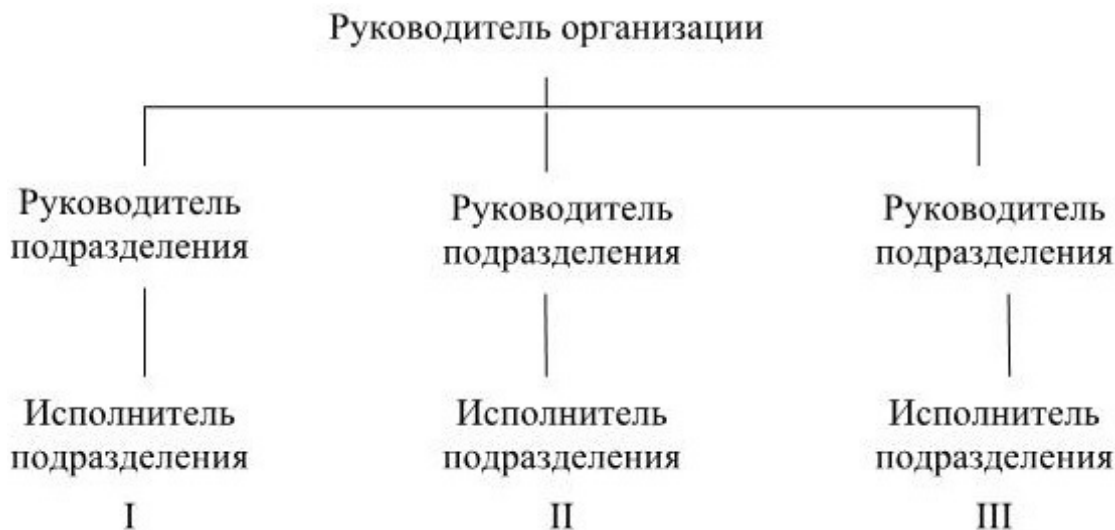 Руководитель организации
Руководитель
подразделения
Руководитель
подразделения
Руководитель
подразделения
Исполнитель
подразделения
Исполнитель
подразделения
Исполнитель
подразделения
I
II
III